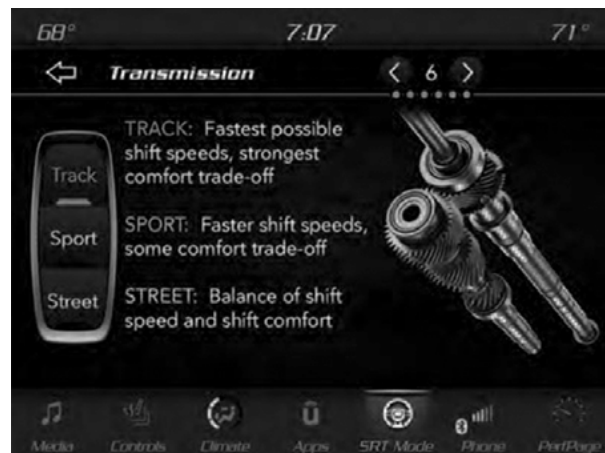 68°
7:07
71°
Transmission
6
Track
Sport
Street
TRACK: Fastest possible
shift speeds, strongest
comfort trade-off
SPORT: Faster shift speeds,
some comfort trade-off
STREET: Balance of shift
speed and shift comfort
Media
Controls
Climate
Apps
SRT Mode
Phone
PerfPage